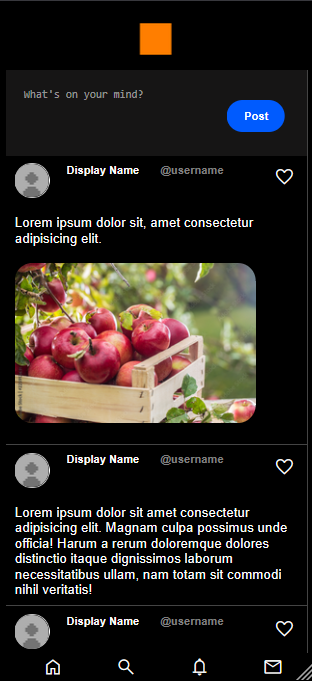 What's on your mind?
Post
Display Name @username
Lorem ipsum dolor sit, amet consectetur
adipisicing elit.
Display Name @username
Lorem ipsum dolor sit amet consectetur
adipisicing elit. Magnam culpa possimus unde
officia! Harum a rerum doloremque dolores
distinctio itaque dignissimos laborum
necessitatibus ullam, nam totam sit commodi
nihil veritatis!
Display Name @username